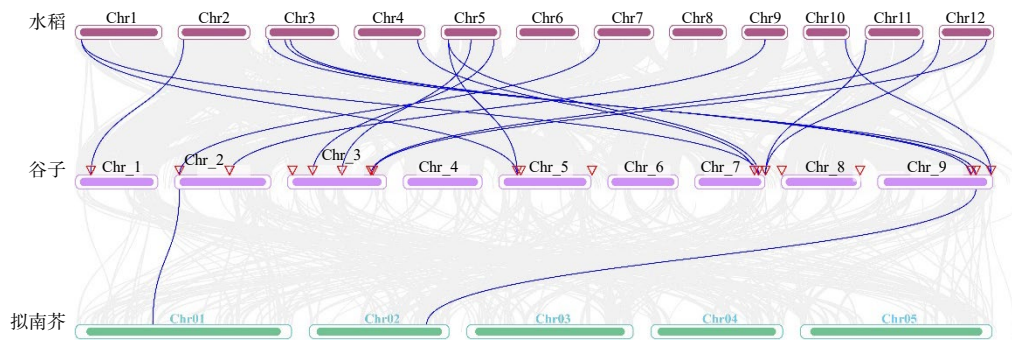 水稻 Chr1 Chr2 Chr3 Chr4 Chr5 Chr6 Chr7 Chr8 Chr9 Chr10 Chr11 Chr12
谷子 Chr_1 Chr_2 Chr_3 Chr_4 Chr_5 Chr_6 Chr_7 Chr_8 Chr_9
拟南芥 Chr01 Chr02 Chr03 Chr04 Chr05